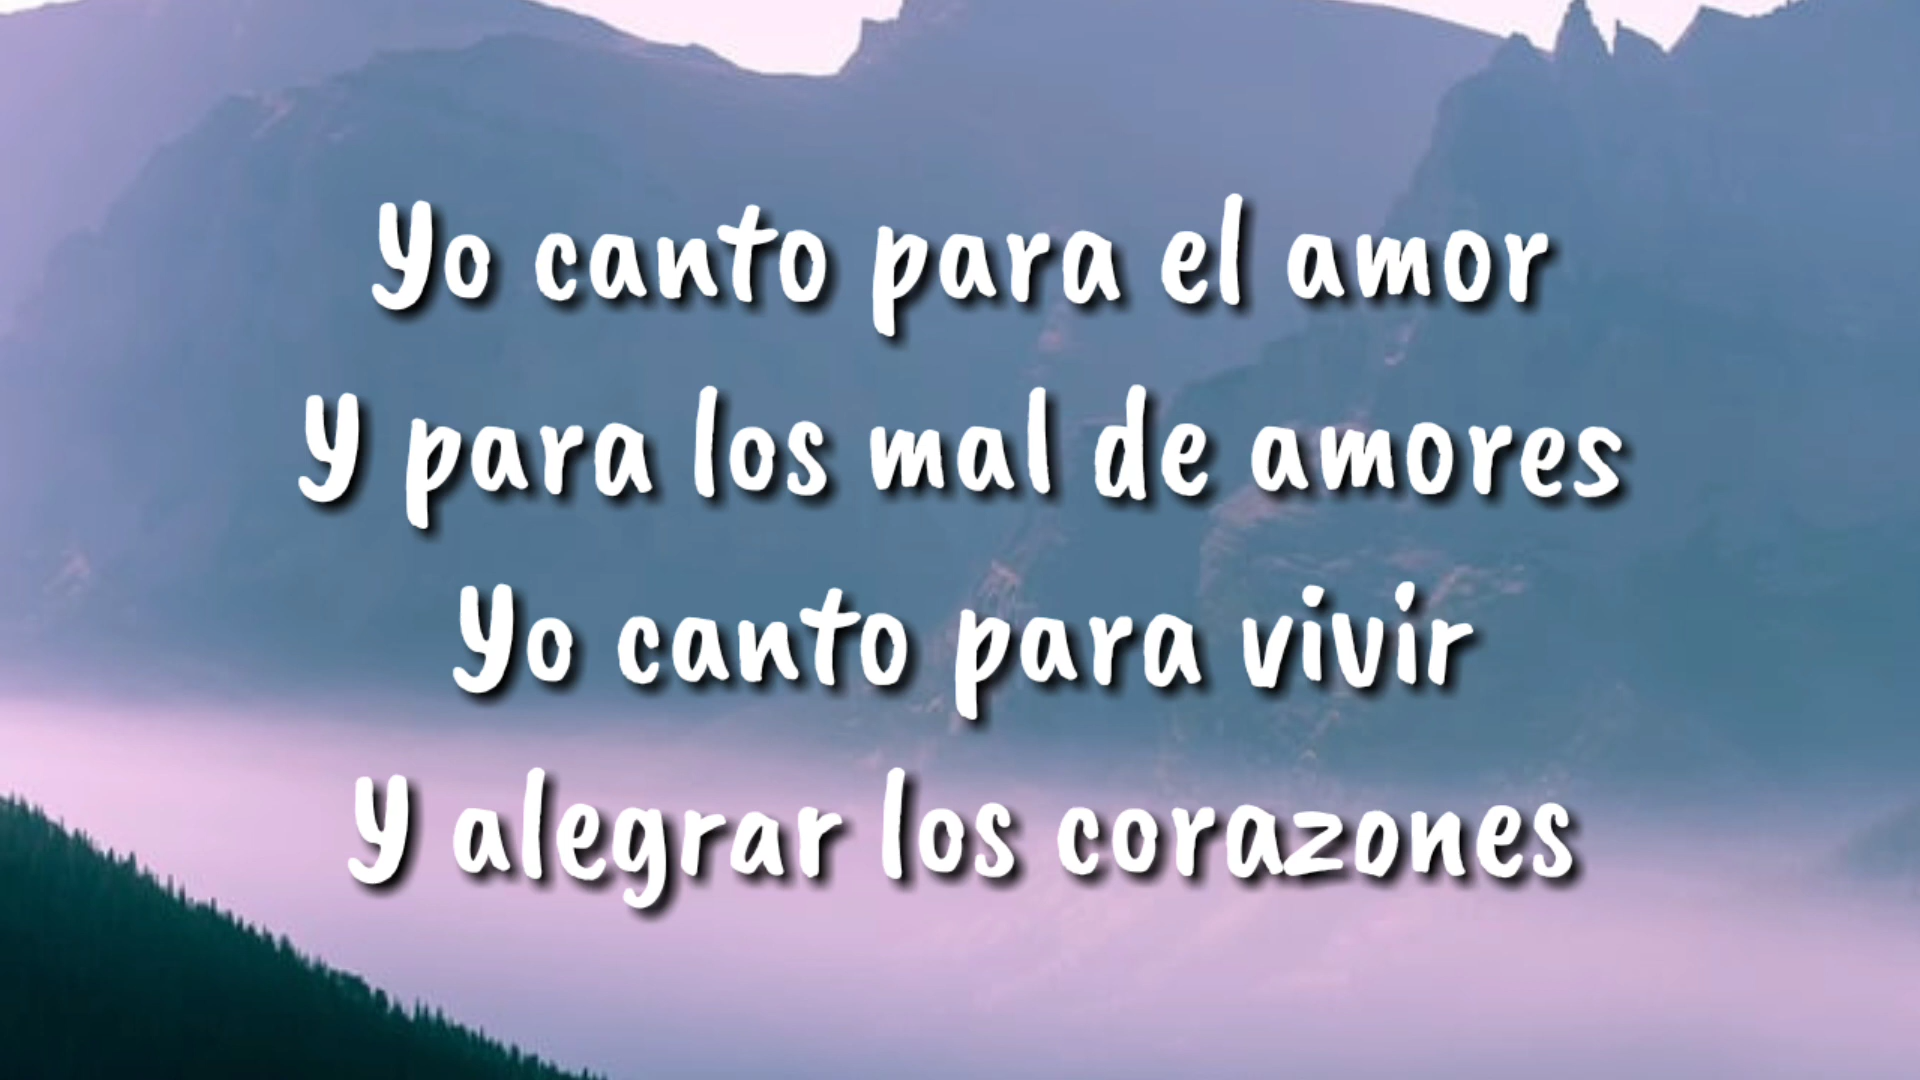 Yo canto para el amor
Y para los mal de amores
Yo canto para vivir
Y alegrar los corazones